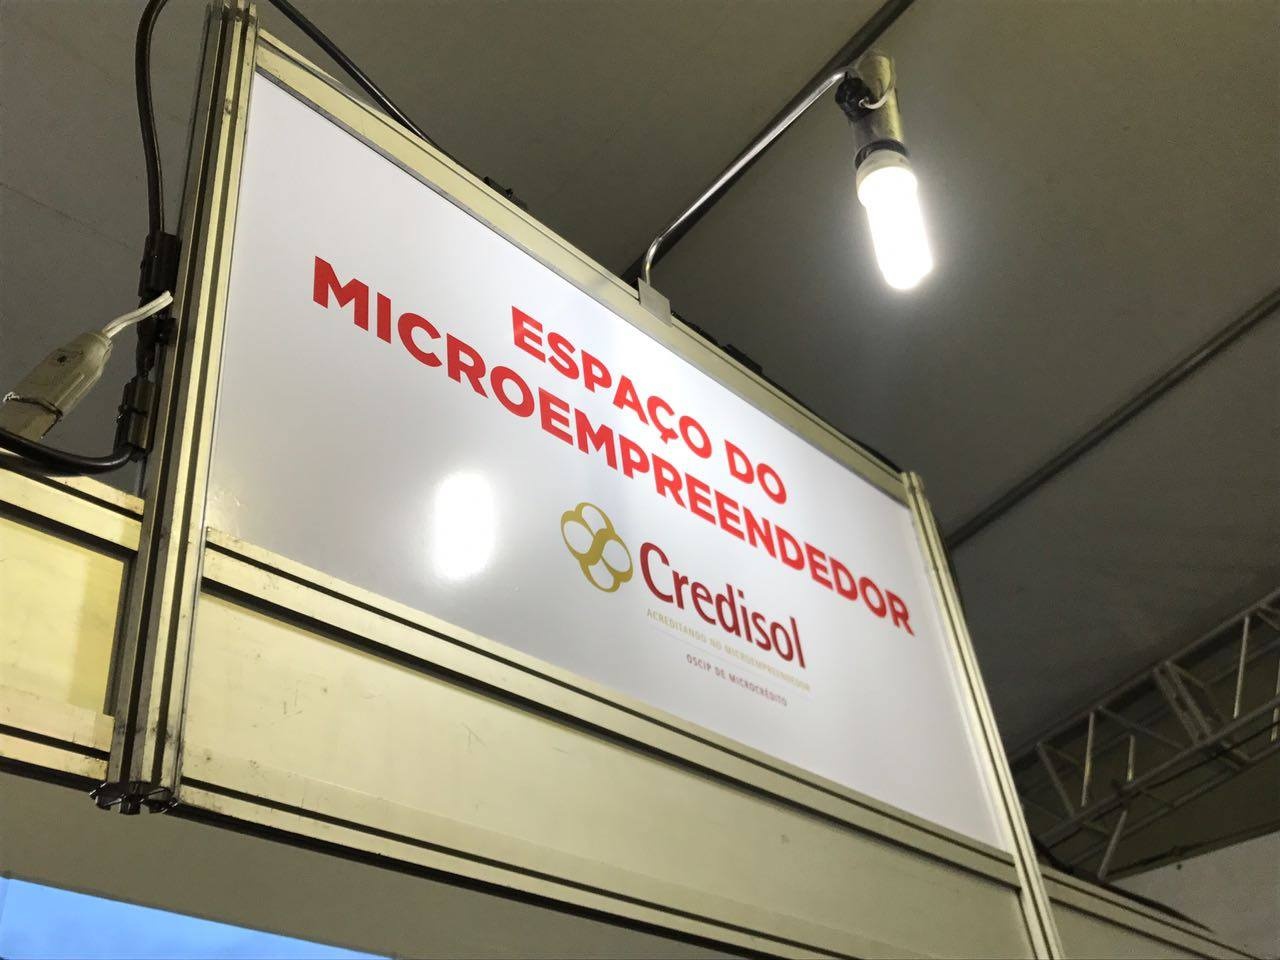 ESPAÇO DO
MICROEMPREENDEDOR
Credisol
ACREDITANDO NO MICROEMPREENDEDOR
OSCIP DE MICROCRÉDITO